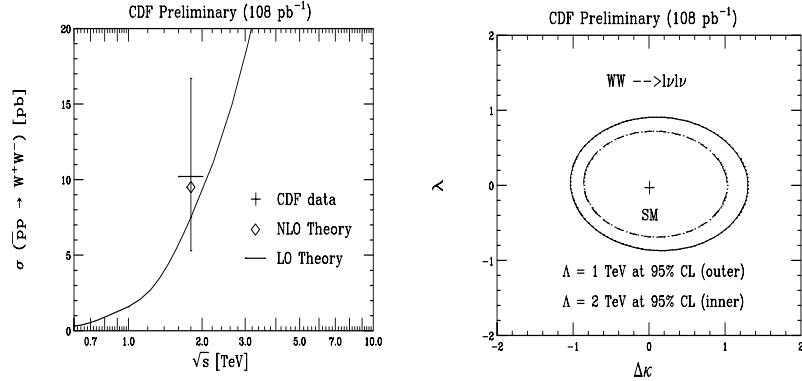 CDF Preliminary (108 pb⁻¹)
20
15
10
5
0
σ (p̅p → W⁺W⁻) [pb]
+ CDF data
◇ NLO Theory
— LO Theory
0.7 1.0 2.0 3.0 5.0 7.0 10.0
√s [TeV]
CDF Preliminary (108 pb⁻¹)
2
1
0
-1
-2
λ
WW -->lνlν
SM
Λ = 1 TeV at 95% CL (outer)
Λ = 2 TeV at 95% CL (inner)
-2 -1 0 1 2
Δκ